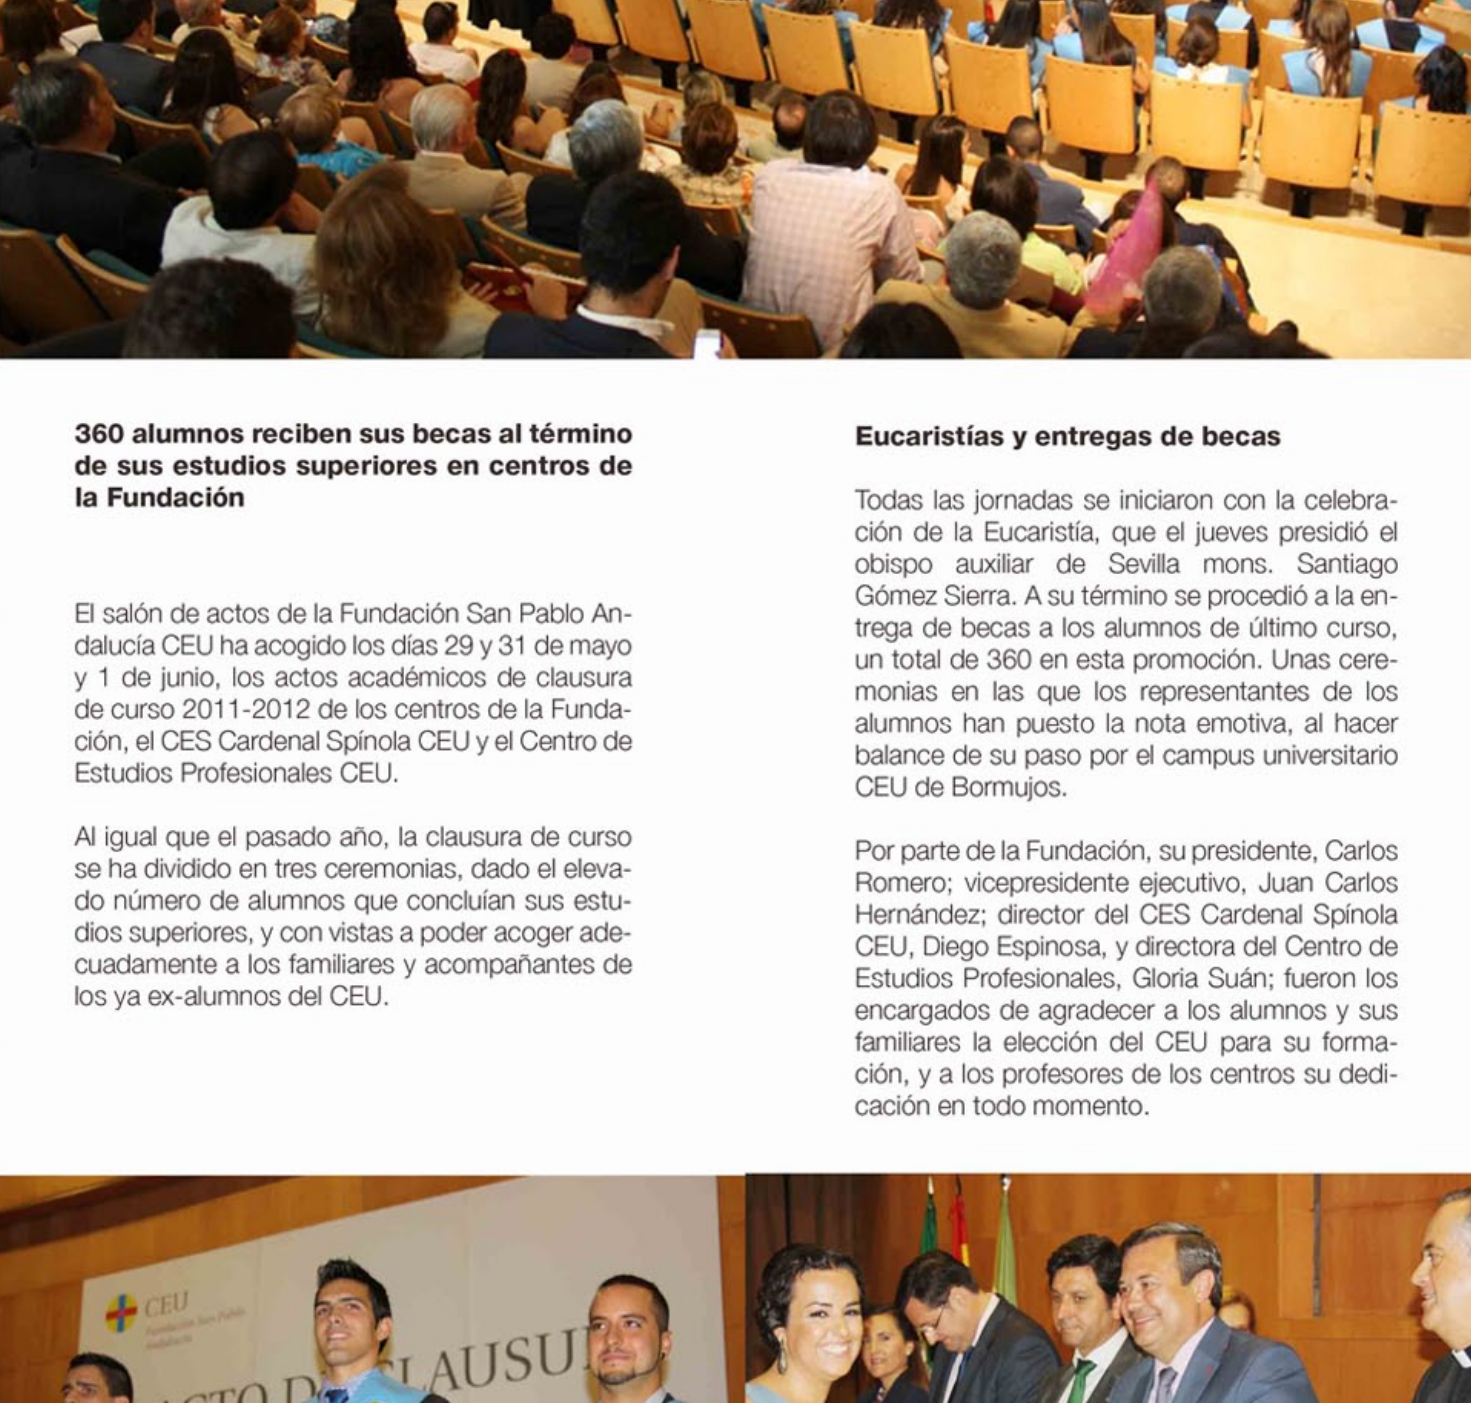 360 alumnos reciben sus becas al término
de sus estudios superiores en centros de
la Fundación
El salón de actos de la Fundación San Pablo An-
dalucía CEU ha acogido los días 29 y 31 de mayo
y 1 de junio, los actos académicos de clausura
de curso 2011-2012 de los centros de la Funda-
ción, el CES Cardenal Spínola CEU y el Centro de
Estudios Profesionales CEU.
Al igual que el pasado año, la clausura de curso
se ha dividido en tres ceremonias, dado el eleva-
do número de alumnos que concluían sus estu-
dios superiores, y con vistas a poder acoger ade-
cuadamente a los familiares y acompañantes de
los ya ex-alumnos del CEU.
Eucaristías y entregas de becas
Todas las jornadas se iniciaron con la celebra-
ción de la Eucaristía, que el jueves presidió el
obispo auxiliar de Sevilla mons. Santiago
Gómez Sierra. A su término se procedió a la en-
trega de becas a los alumnos de último curso,
un total de 360 en esta promoción. Unas cere-
monias en las que los representantes de los
alumnos han puesto la nota emotiva, al hacer
balance de su paso por el campus universitario
CEU de Bormujos.
Por parte de la Fundación, su presidente, Carlos
Romero; vicepresidente ejecutivo, Juan Carlos
Hernández; director del CES Cardenal Spínola
CEU, Diego Espinosa, y directora del Centro de
Estudios Profesionales, Gloria Suán; fueron los
encargados de agradecer a los alumnos y sus
familiares la elección del CEU para su forma-
ción, y a los profesores de los centros su dedi-
cación en todo momento.
CEU
Fundación San Pablo
Andalucía
ACTO D CLAUSU